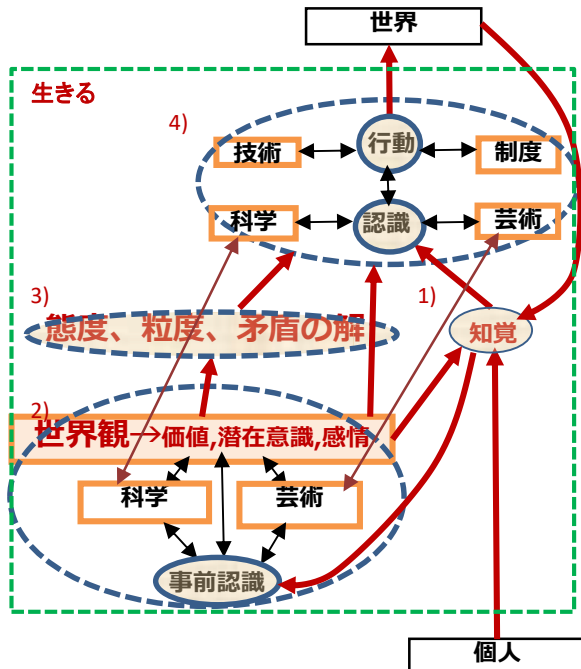 世界
生きる
4)
行動
技術
制度
科学
認識
芸術
3)
1)
態度、粒度、矛盾の解
知覚
2)
世界観→価値,潜在意識,感情
科学
芸術
事前認識
個人